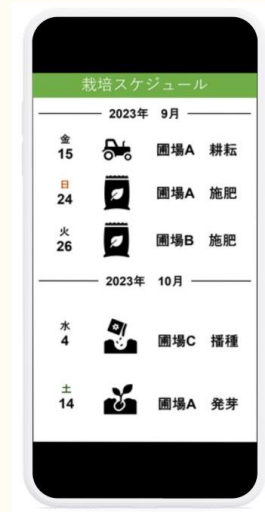 栽培スケジュール
2023年 9月
金
15 圃場A 耕耘
日
24 圃場A 施肥
火
26 圃場B 施肥
2023年 10月
水
4 圃場C 播種
土
14 圃場A 発芽